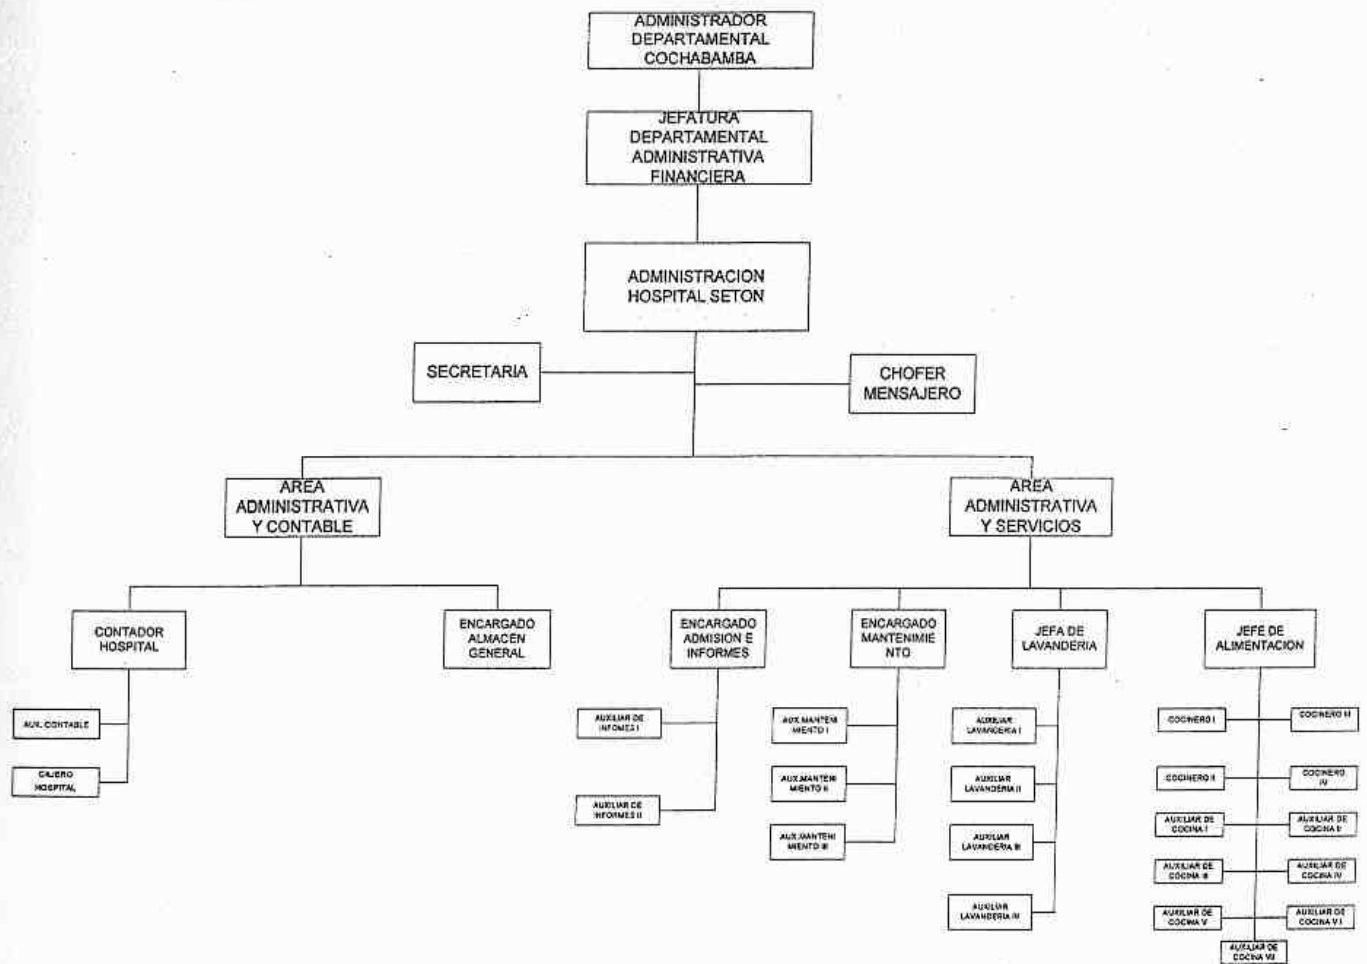 ADMINISTRADOR
DEPARTAMENTAL
COCHABAMBA
JEFATURA
DEPARTAMENTAL
ADMINISTRATIVA
FINANCIERA
ADMINISTRACION
HOSPITAL SETON
SECRETARIA
CHOFER
MENSAJERO
AREA
ADMINISTRATIVA
Y CONTABLE
AREA
ADMINISTRATIVA
Y SERVICIOS
CONTADOR
HOSPITAL
ENCARGADO
ALMACEN
GENERAL
ENCARGADO
ADMISION E
INFORMES
ENCARGADO
MANTENIMIE
NTO
JEFA DE
LAVANDERIA
JEFE DE
ALIMENTACION
AUX. CONTABLE
CAJERO
HOSPITAL
AUXILIAR DE
INFOMES I
AUXILIAR DE
INFORMES II
AUX.MANTENI
MIENTO I
AUX.MANTENI
MIENTO II
AUX.MANTENI
MIENTO III
AUXILIAR
LAVANDERIA I
AUXILIAR
LAVANDERIA II
AUXILIAR
LAVANDERIA III
AUXILIAR
LAVANDERIA IV
COCINERO I
COCINERO III
COCINERO II
COCINERO
IV
AUXILIAR DE
COCINA I
AUXILIAR DE
COCINA II
AUXILIAR DE
COCINA III
AUXILIAR DE
COCINA IV
AUXILIAR DE
COCINA V
AUXILIAR DE
COCINA VI
AUXILIAR DE
COCINA VII